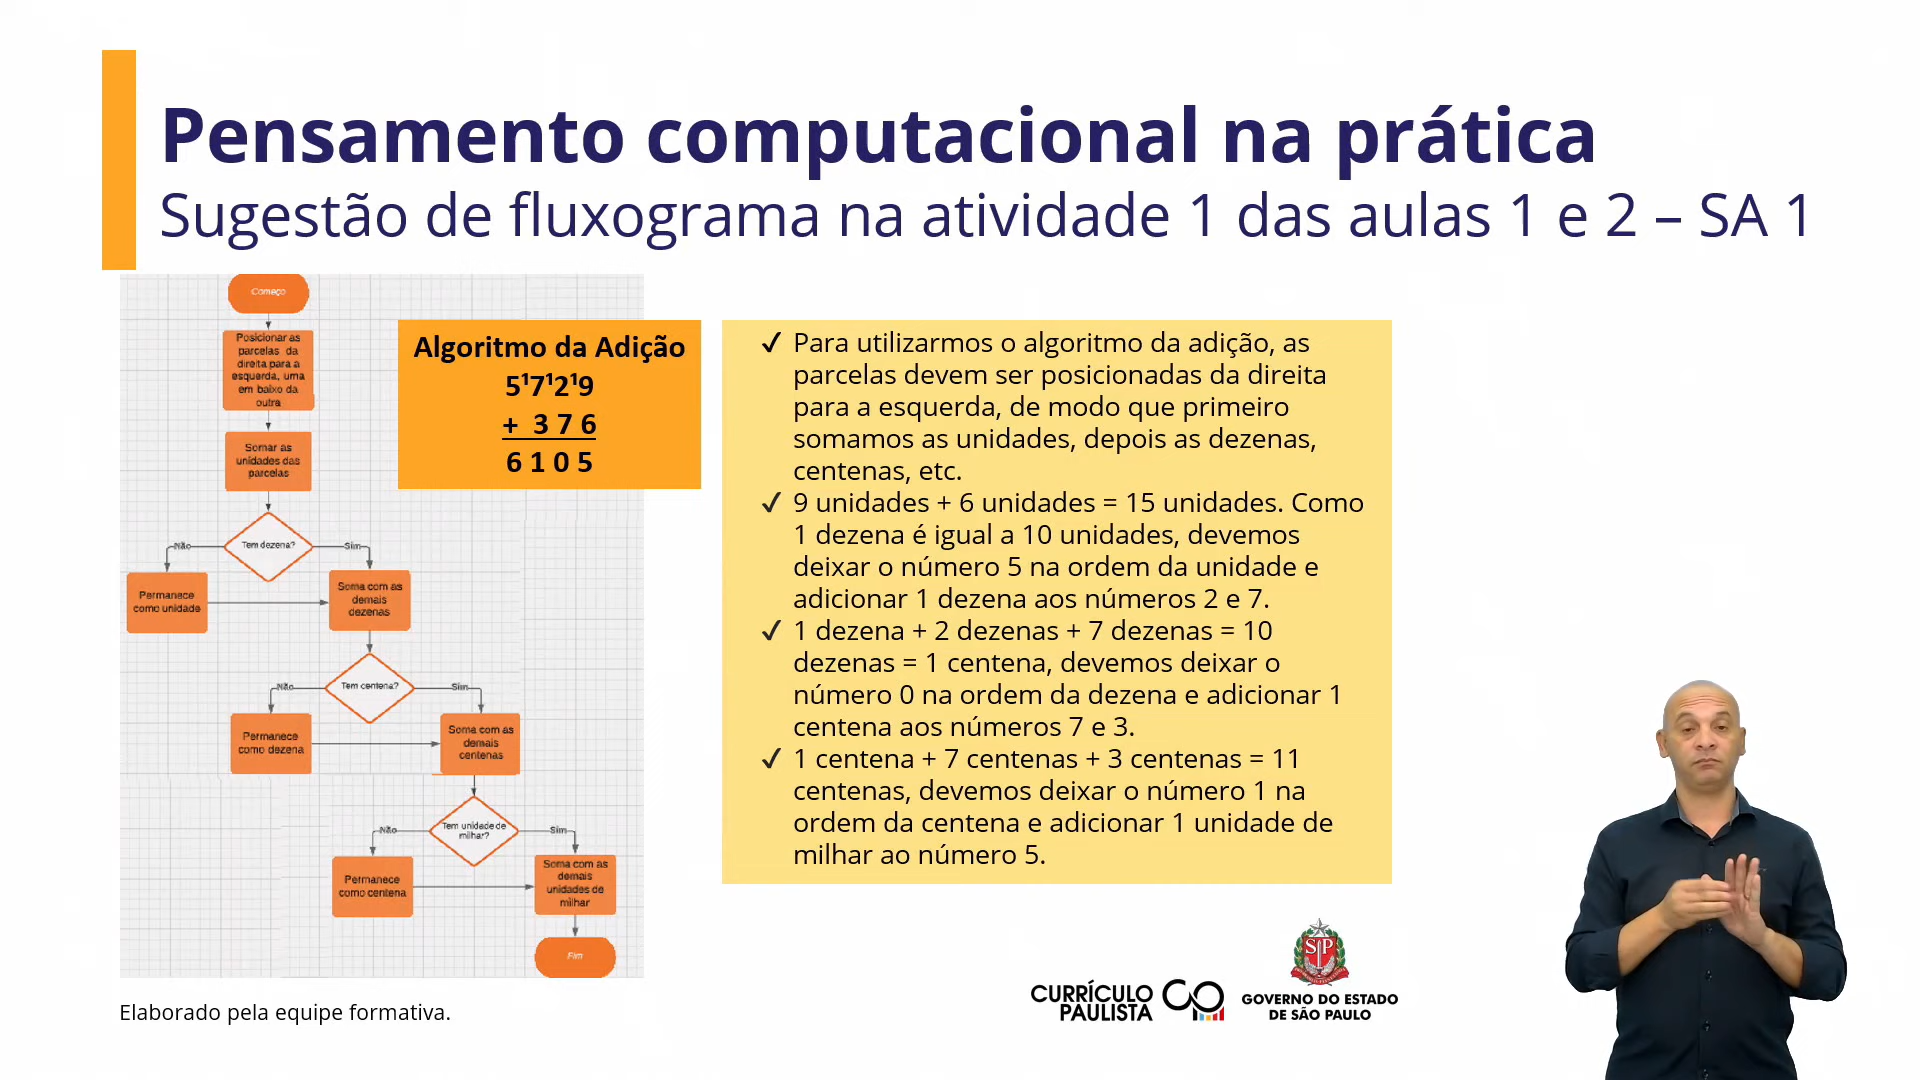 Pensamento computacional na prática
Sugestão de fluxograma na atividade 1 das aulas 1 e 2 – SA 1
Começo
Posicionar as
parcelas da
direita para a
esquerda, uma
em baixo da
outra
Somar as
unidades das
parcelas
Tem dezena?
Não
Sim
Permanece
como unidade
Soma com as
demais
dezenas
Tem centena?
Não
Sim
Permanece
como dezena
Soma com as
demais
centenas
Tem unidade de
milhar?
Não
Sim
Permanece
como centena
Soma com as
demais
unidades de
milhar
Fim
Algoritmo da Adição
5¹7¹2¹9
+ 3 7 6
6 1 0 5
✓ Para utilizarmos o algoritmo da adição, as
parcelas devem ser posicionadas da direita
para a esquerda, de modo que primeiro
somamos as unidades, depois as dezenas,
centenas, etc.
✓ 9 unidades + 6 unidades = 15 unidades. Como
1 dezena é igual a 10 unidades, devemos
deixar o número 5 na ordem da unidade e
adicionar 1 dezena aos números 2 e 7.
✓ 1 dezena + 2 dezenas + 7 dezenas = 10
dezenas = 1 centena, devemos deixar o
número 0 na ordem da dezena e adicionar 1
centena aos números 7 e 3.
✓ 1 centena + 7 centenas + 3 centenas = 11
centenas, devemos deixar o número 1 na
ordem da centena e adicionar 1 unidade de
milhar ao número 5.
Elaborado pela equipe formativa.
CURRÍCULO
PAULISTA
SP
GOVERNO DO ESTADO
DE SÃO PAULO